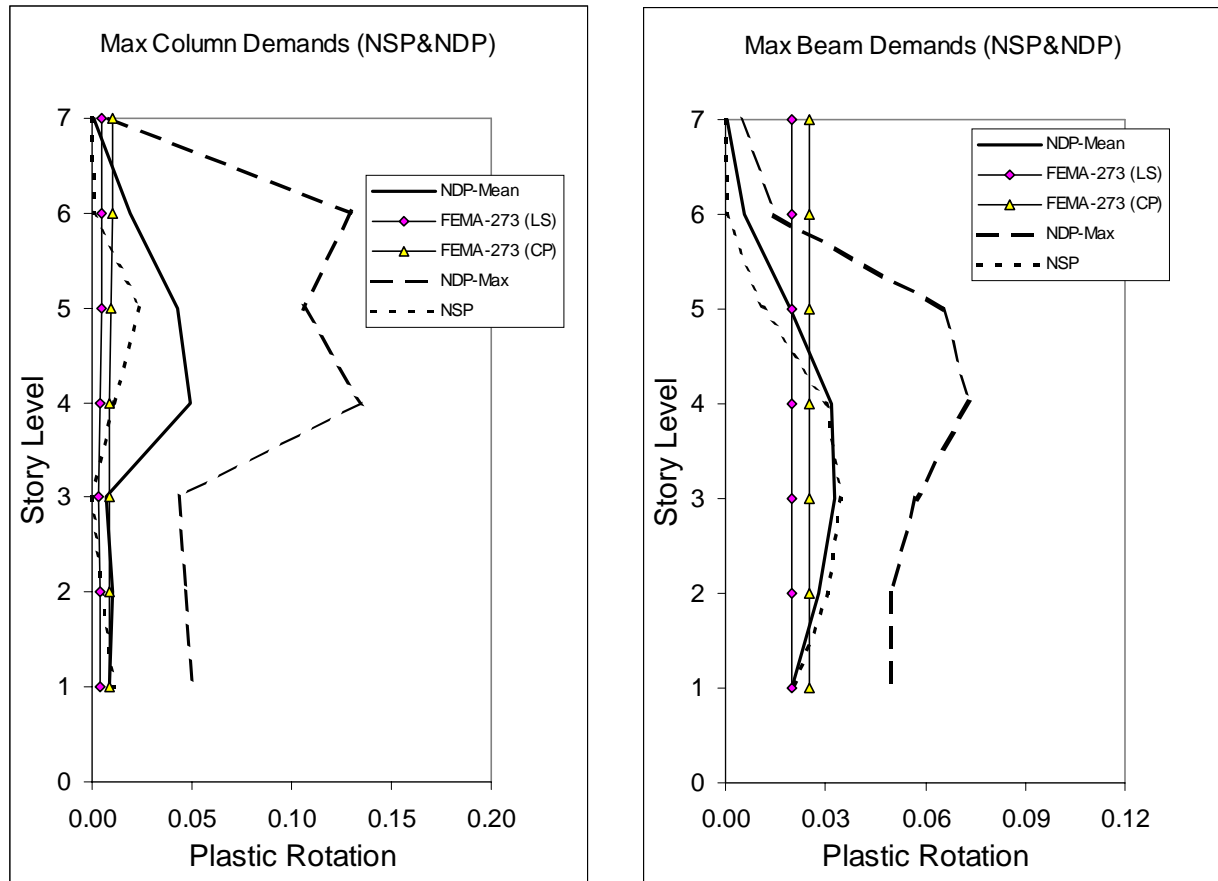 Max Column Demands (NSP&NDP)
7
6
5
4
3
2
1
0
Story Level
NDP-Mean
FEMA-273 (LS)
FEMA-273 (CP)
NDP-Max
NSP
0.00 0.05 0.10 0.15 0.20
Plastic Rotation
Max Beam Demands (NSP&NDP)
7
6
5
4
3
2
1
0
Story Level
NDP-Mean
FEMA-273 (LS)
FEMA-273 (CP)
NDP-Max
NSP
0.00 0.03 0.06 0.09 0.12
Plastic Rotation